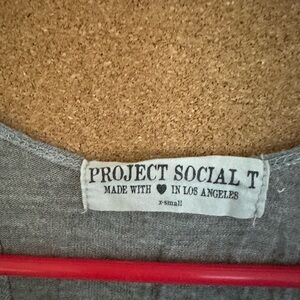 PROJECT SOCIAL T
MADE WITH ♥ IN LOS ANGELES
x-small